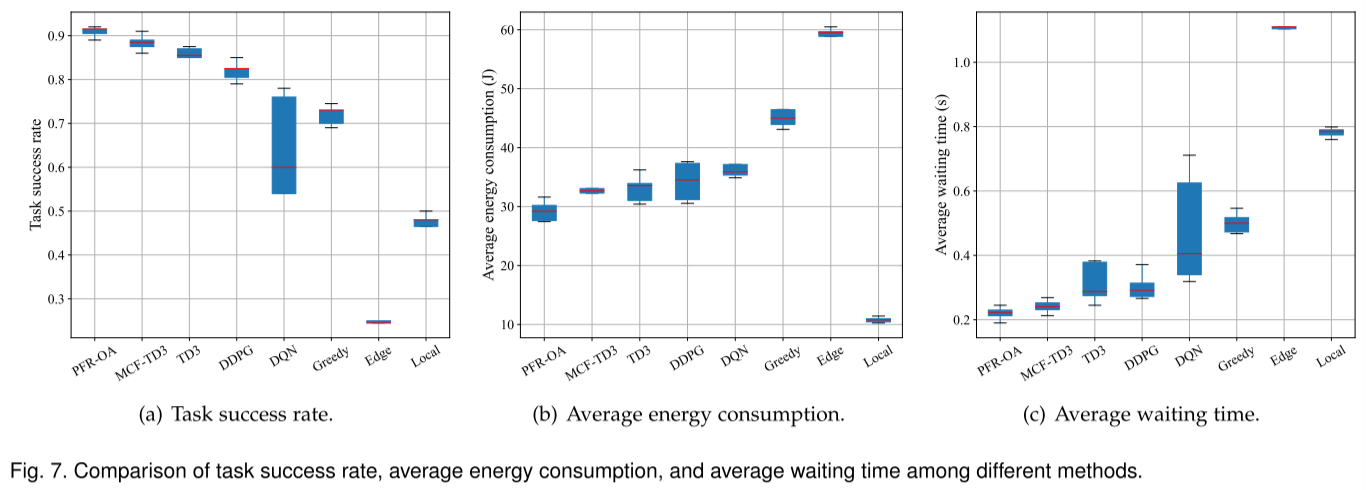 Task success rate
0.9
0.8
0.7
0.6
0.5
0.4
0.3
PFR-OA MCF-TD3 TD3 DDPG DQN Greedy Edge Local
(a) Task success rate.
Average energy consumption (J)
60
50
40
30
20
10
PFR-OA MCF-TD3 TD3 DDPG DQN Greedy Edge Local
(b) Average energy consumption.
Average waiting time (s)
1.0
0.8
0.6
0.4
0.2
PFR-OA MCF-TD3 TD3 DDPG DQN Greedy Edge Local
(c) Average waiting time.
Fig. 7. Comparison of task success rate, average energy consumption, and average waiting time among different methods.